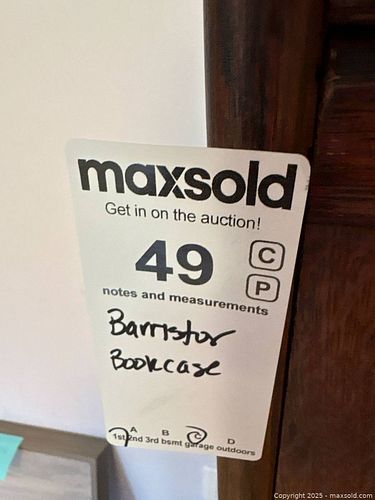 maxsold
Get in on the auction!
49 C
P
notes and measurements
Barristor
Bookcase
A B C D
1st 2nd 3rd bsmt garage outdoors
Copyright 2025 - maxsold.com